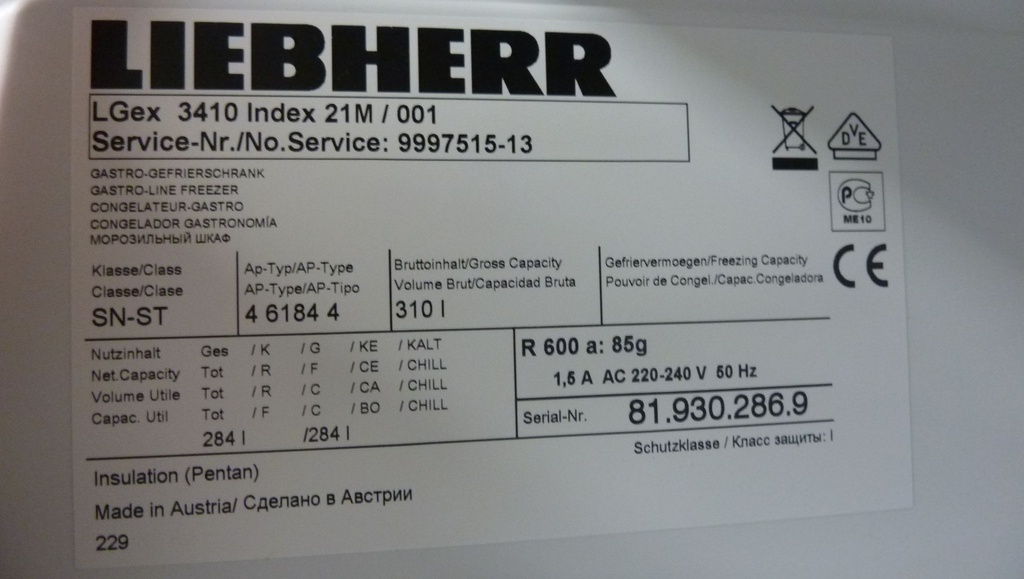 LIEBHERR
LGex 3410 Index 21M / 001
Service-Nr./No.Service: 9997515-13
DVE
PC
ME10
CE
GASTRO-GEFRIERSCHRANK
GASTRO-LINE FREEZER
CONGELATEUR-GASTRO
CONGELADOR GASTRONOMÍA
МОРОЗИЛЬНЫЙ ШКАФ
Klasse/Class
Classe/Clase
SN-ST
Ap-Typ/AP-Type
AP-Type/AP-Tipo
4 6184 4
Bruttoinhalt/Gross Capacity
Volume Brut/Capacidad Bruta
310 l
Gefriervermoegen/Freezing Capacity
Pouvoir de Congel./Capac.Congeladora
Nutzinhalt Ges / K / G / KE / KALT
Net.Capacity Tot / R / F / CE / CHILL
Volume Utile Tot / R / C / CA / CHILL
Capac. Util Tot / F / C / BO / CHILL
284 l /284 l
R 600 a: 85g
1,5 A AC 220-240 V 50 Hz
Serial-Nr. 81.930.286.9
Schutzklasse / Класс защиты: I
Insulation (Pentan)
Made in Austria/ Сделано в Австрии
229